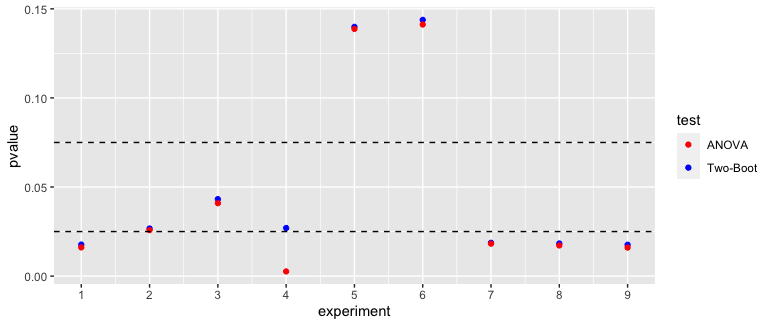 0.15
0.10
0.05
0.00
pvalue
1 2 3 4 5 6 7 8 9
experiment
test
ANOVA
Two-Boot